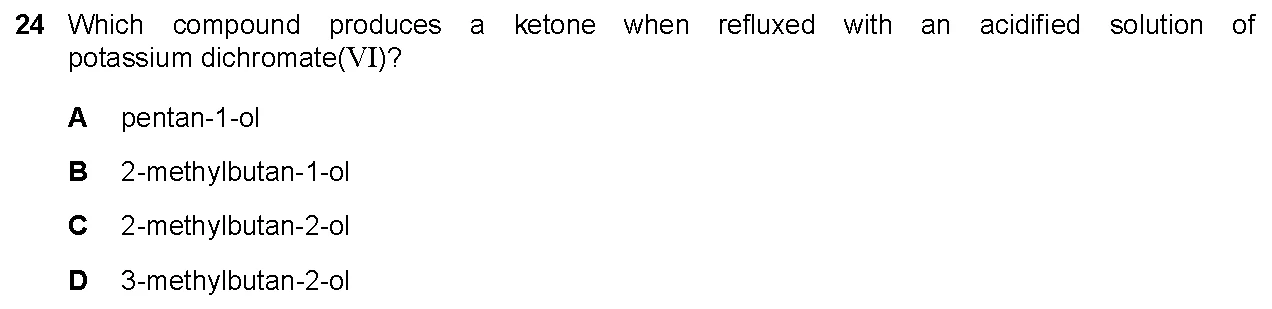 24 Which compound produces a ketone when refluxed with an acidified solution of
potassium dichromate(VI)?
A pentan-1-ol
B 2-methylbutan-1-ol
C 2-methylbutan-2-ol
D 3-methylbutan-2-ol